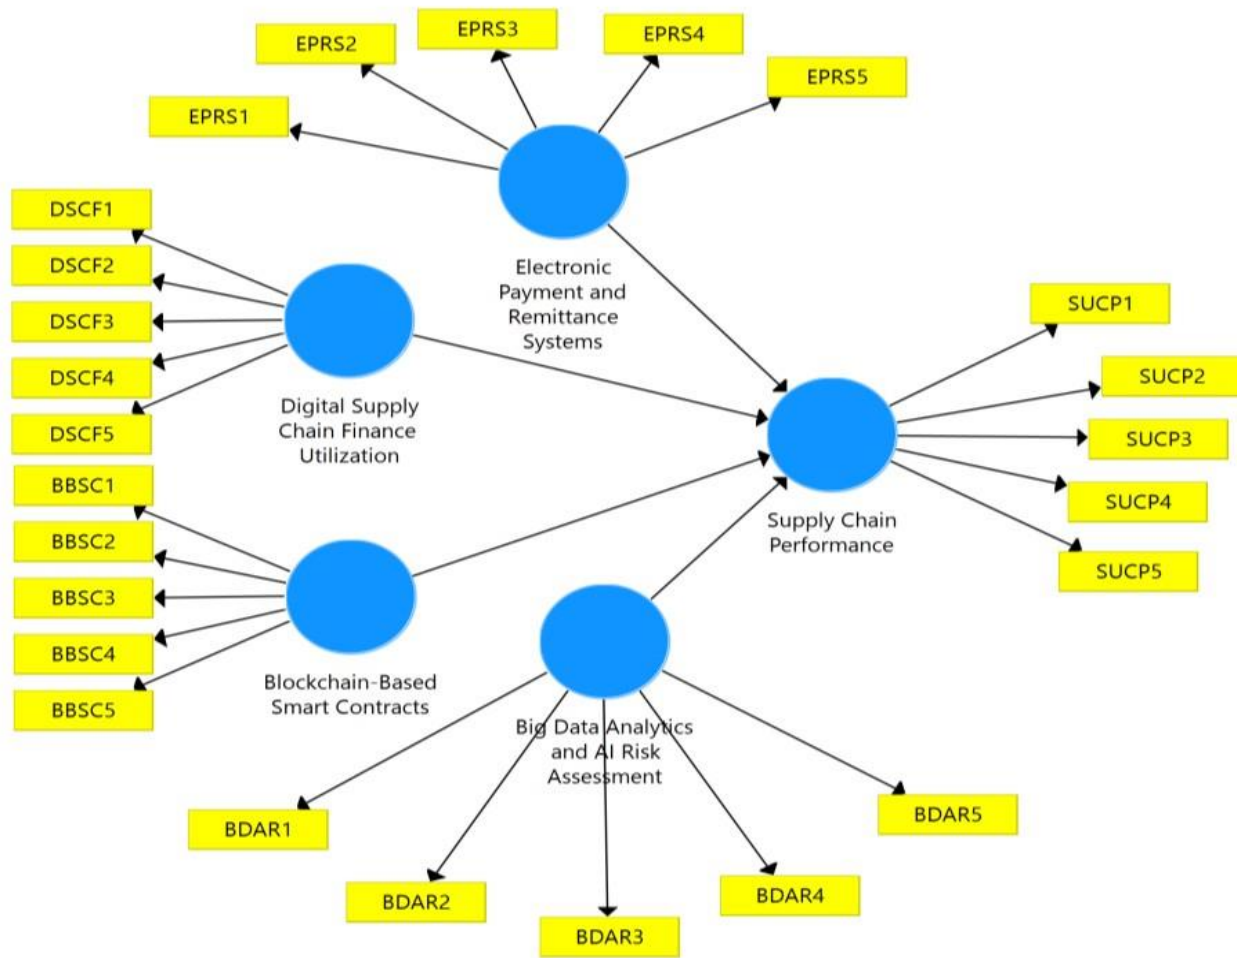 EPRS1
EPRS2
EPRS3
EPRS4
EPRS5
Electronic
Payment and
Remittance
Systems
DSCF1
DSCF2
DSCF3
DSCF4
DSCF5
Digital Supply
Chain Finance
Utilization
BBSC1
BBSC2
BBSC3
BBSC4
BBSC5
Blockchain-Based
Smart Contracts
SUCP1
SUCP2
SUCP3
SUCP4
SUCP5
Supply Chain
Performance
Big Data Analytics
and AI Risk
Assessment
BDAR1
BDAR2
BDAR3
BDAR4
BDAR5